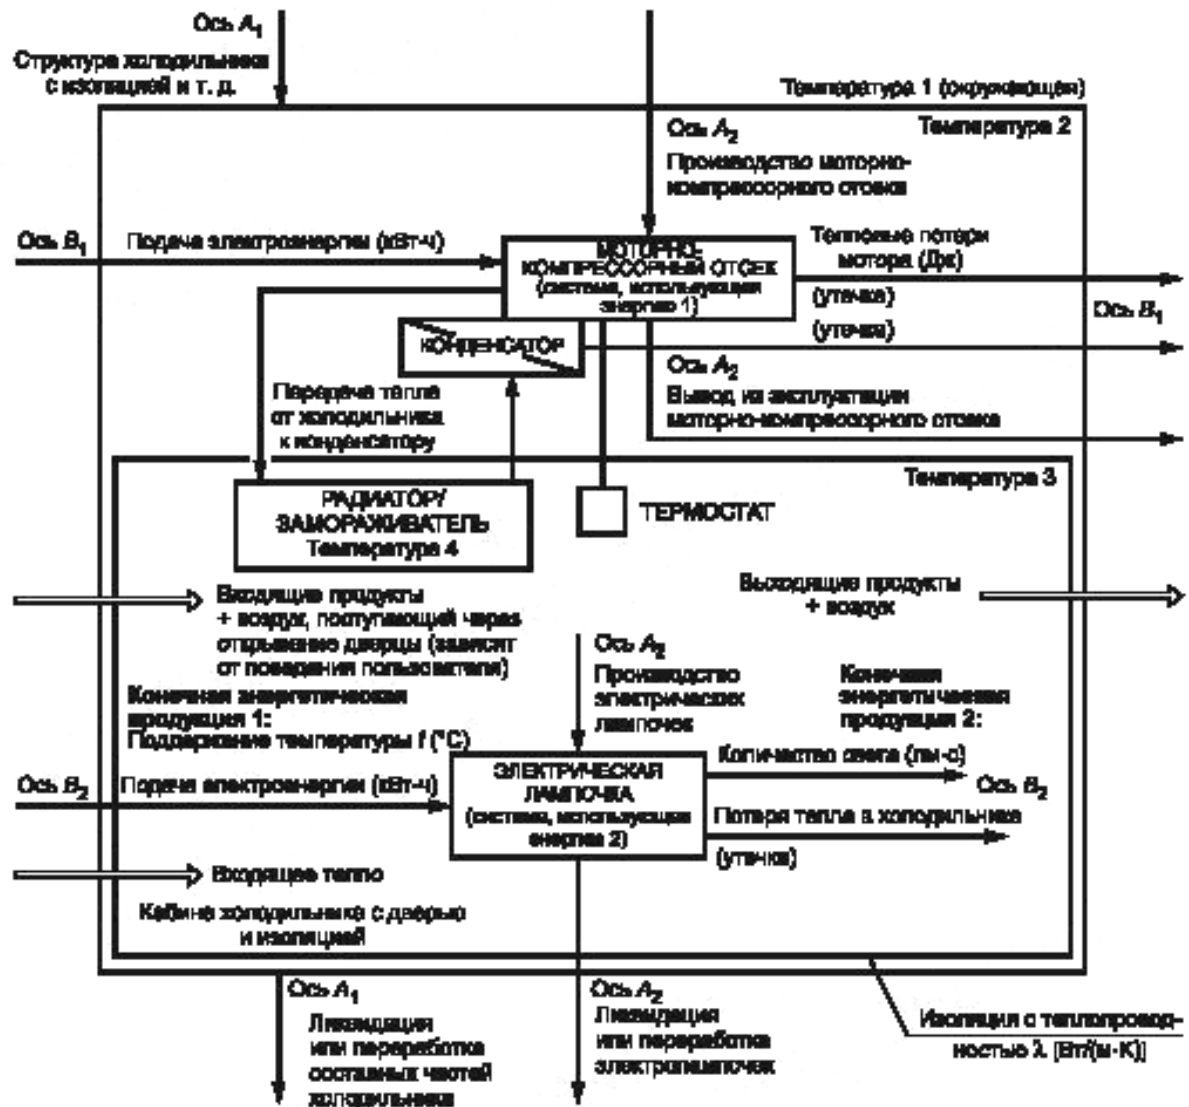 Ось A₁
Структура холодильника
с изоляцией и т. д.
Температура 1 (окружающая)
Температура 2
Ось A₂
Производство моторно-
компрессорного отсека
Ось B₁
Подача электроэнергии (кВт-ч)
МОТОРНО-
КОМПРЕССОРНЫЙ ОТСЕК
(система, использующая
энергию 1)
Тепловые потери
мотора (Дж)
(утечка)
(утечка)
Ось B₁
КОНДЕНСАТОР
Ось A₂
Вывод из эксплуатации
моторно-компрессорного отсека
Передача тепла
от холодильника
к конденсатору
Температура 3
РАДИАТОР/
ЗАМОРАЖИВАТЕЛЬ
Температура 4
ТЕРМОСТАТ
Входящие продукты
+ воздух, поступающий через
открывание дверцы (зависят
от поведения пользователя)
Выходящие продукты
+ воздух
Конечная энергетическая
продукция 1:
Поддержание температуры f (°C)
Ось A₂
Производство
электрических
лампочек
Конечная
энергетическая
продукция 2:
Ось B₂
Подача электроэнергии (кВт-ч)
ЭЛЕКТРИЧЕСКАЯ
ЛАМПОЧКА
(система, использующая
энергию 2)
Количество света (лм-с)
Ось B₂
Потеря тепла в холодильнике
(утечка)
Входящее тепло
Кабина холодильника с дверью
и изоляцией
Ось A₁
Ликвидация
или переработка
составных частей
холодильника
Ось A₂
Ликвидация
или переработка
электролампочек
Изоляция с теплопровод-
ностью λ [Вт/(м·К)]